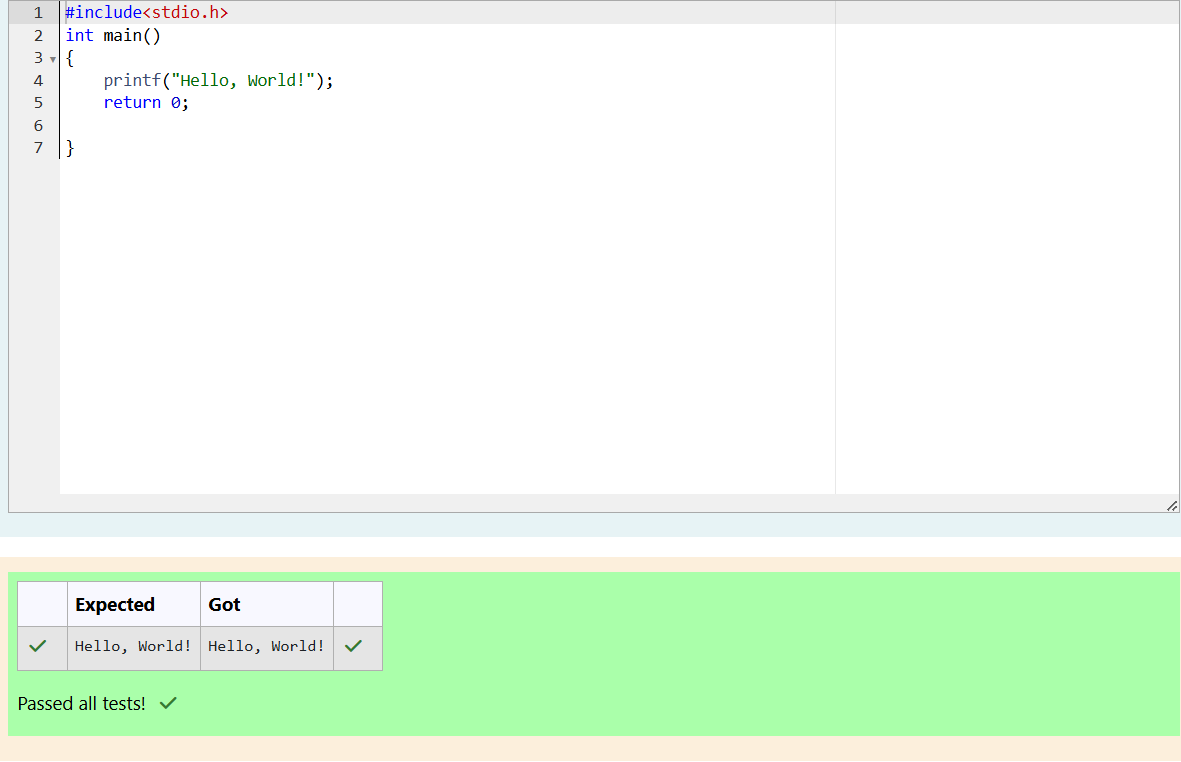 1 #include<stdio.h>
2 int main()
3 {
4     printf("Hello, World!");
5     return 0;
6
7 }
Expected Got
Hello, World! Hello, World!
Passed all tests!